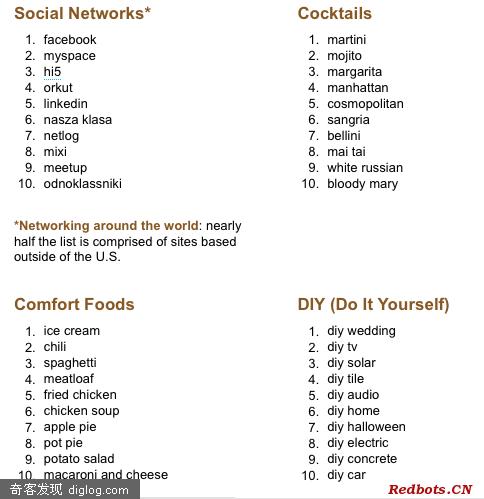 Social Networks*
1. facebook
2. myspace
3. hi5
4. orkut
5. linkedin
6. nasza klasa
7. netlog
8. mixi
9. meetup
10. odnoklassniki
*Networking around the world: nearly
half the list is comprised of sites based
outside of the U.S.
Cocktails
1. martini
2. mojito
3. margarita
4. manhattan
5. cosmopolitan
6. sangria
7. bellini
8. mai tai
9. white russian
10. bloody mary
Comfort Foods
1. ice cream
2. chili
3. spaghetti
4. meatloaf
5. fried chicken
6. chicken soup
7. apple pie
8. pot pie
9. potato salad
10. macaroni and cheese
DIY (Do It Yourself)
1. diy wedding
2. diy tv
3. diy solar
4. diy tile
5. diy audio
6. diy home
7. diy halloween
8. diy electric
9. diy concrete
10. diy car
奇客发现 diglog.com
Redbots.CN